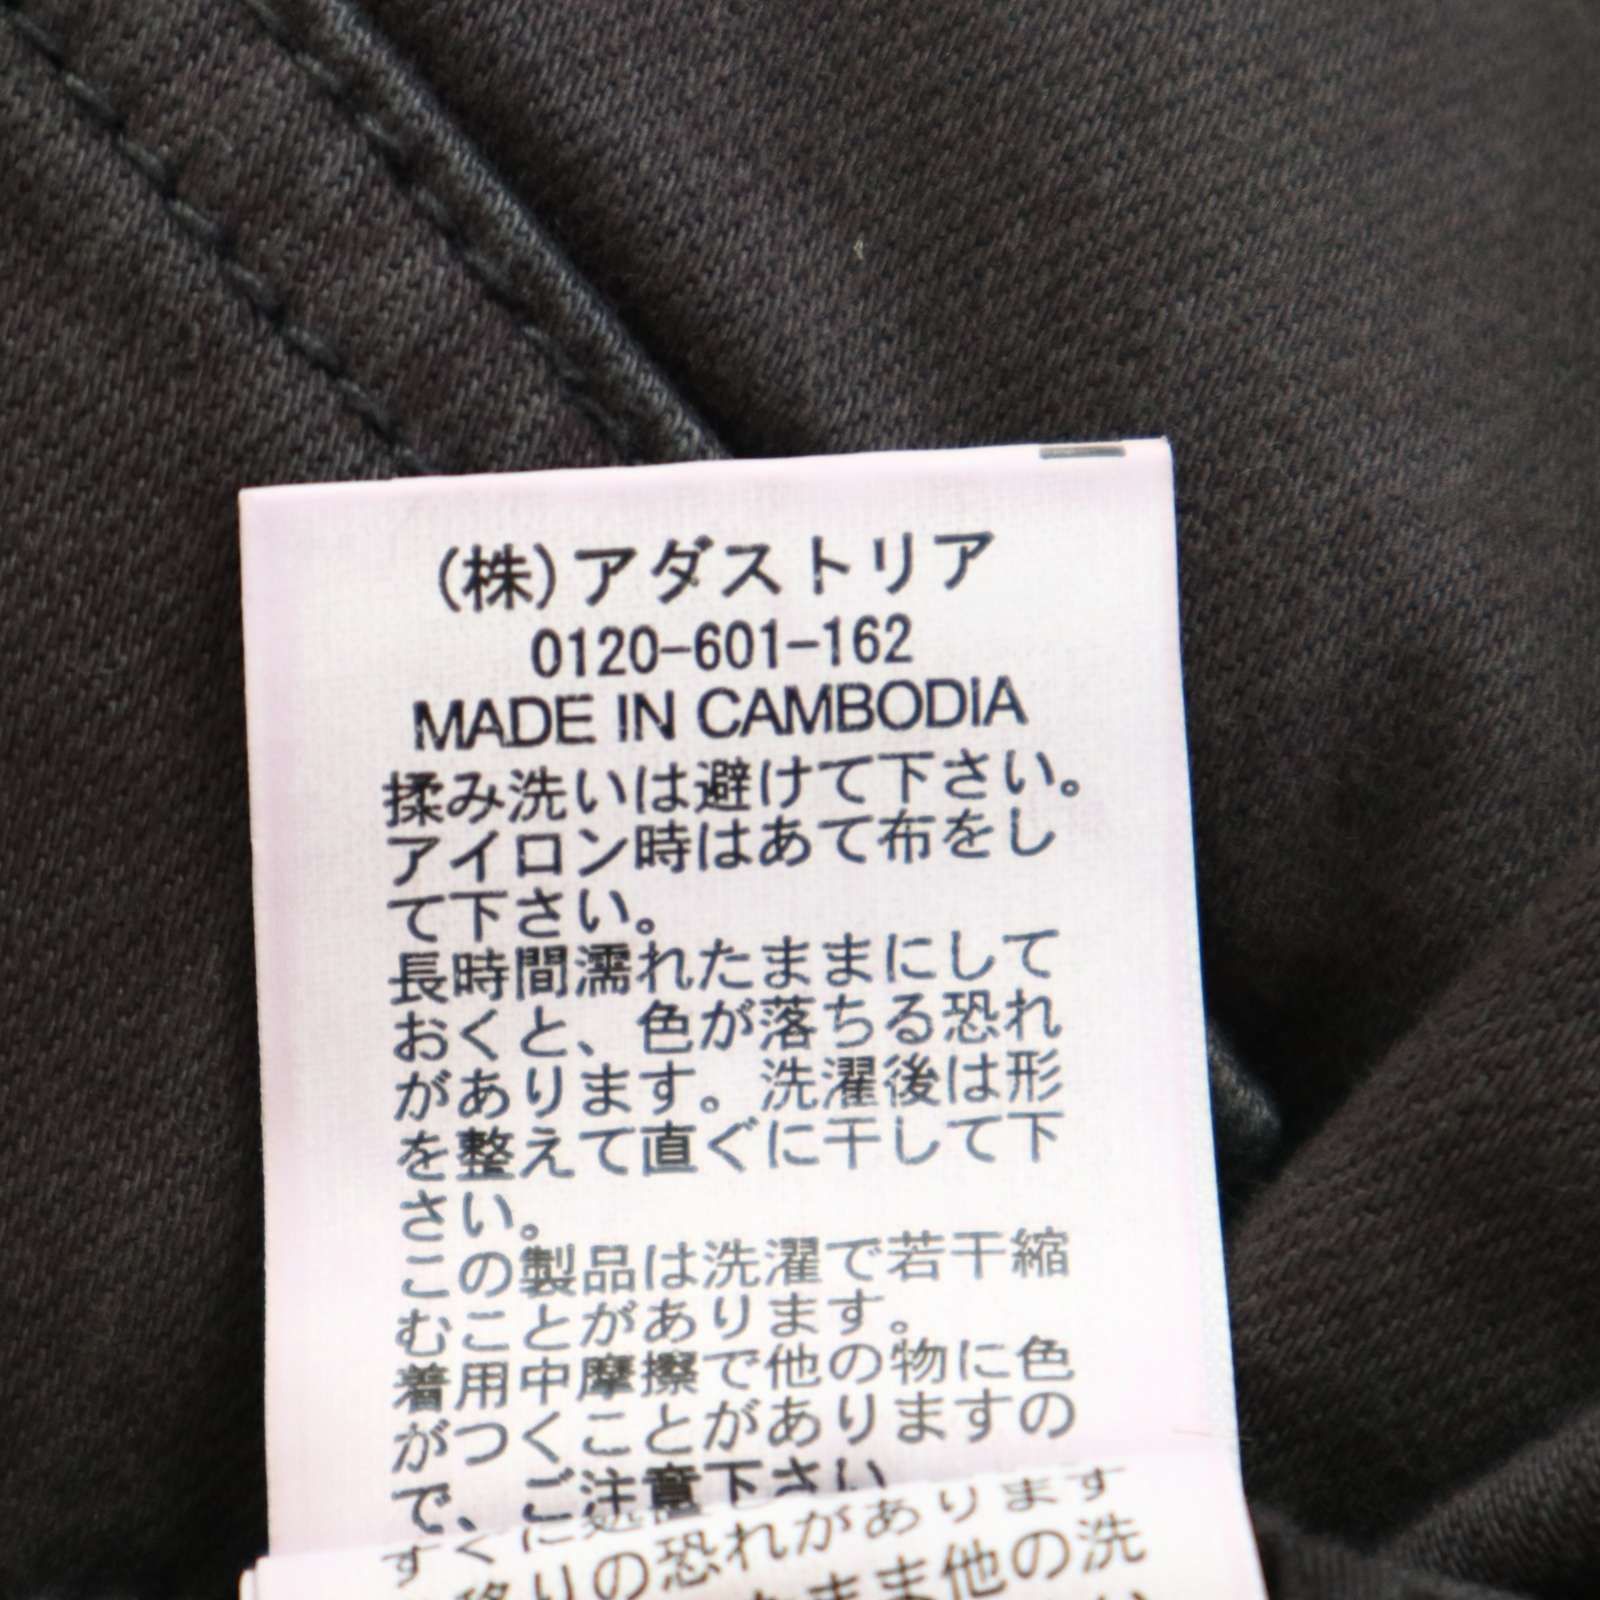 (株)アダストリア
0120-601-162
MADE IN CAMBODIA
揉み洗いは避けて下さい。
アイロン時はあて布をし
て下さい。
長時間濡れたままにして
おくと、色が落ちる恐れ
があります。洗濯後は形
を整えて直ぐに干して下
さい。
この製品は洗濯で若干縮
むことがあります。
着用中摩擦で他の物に色
がつくことがありますの
で、ご注意下さい
移りの恐れがあります
まま他の洗